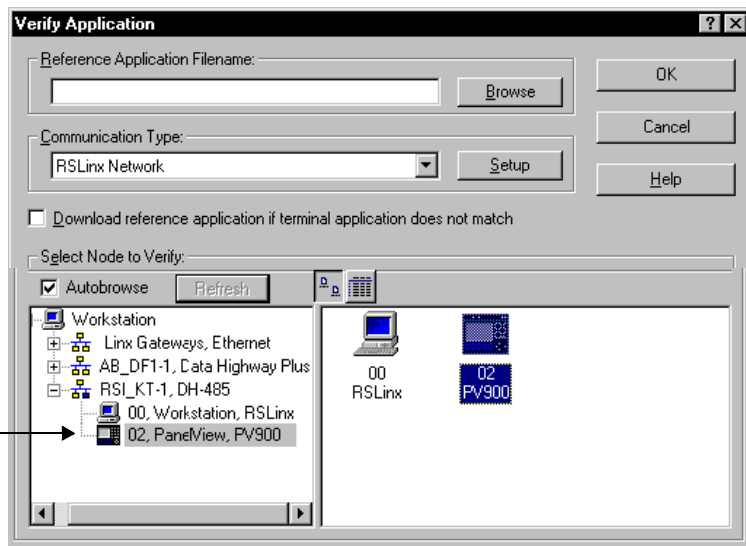 Verify Application
Reference Application Filename:
Browse
OK
Cancel
Help
Communication Type:
RSLinx Network
Setup
Download reference application if terminal application does not match
Select Node to Verify:
Autobrowse
Refresh
Workstation
Linx Gateways, Ethernet
AB_DF1-1, Data Highway Plus
RSI_KT-1, DH-485
00, Workstation, RSLinx
02, PanelView, PV900
00
RSLinx
02
PV900